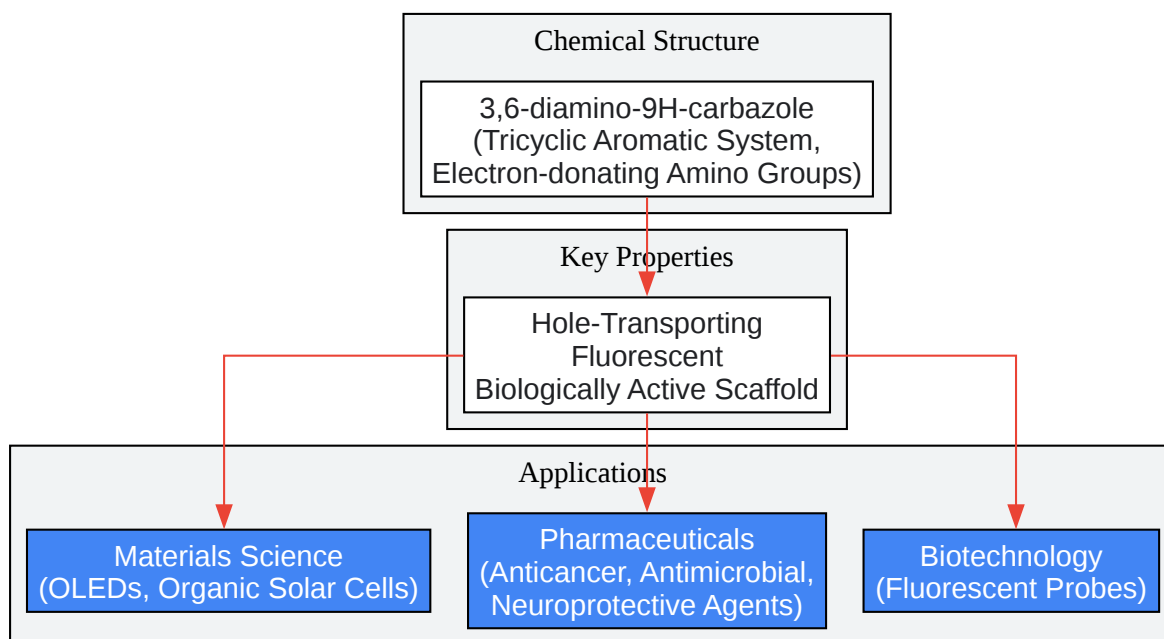 Chemical Structure
3,6-diamino-9H-carbazole
(Tricyclic Aromatic System,
Electron-donating Amino Groups)
Key Properties
Hole-Transporting
Fluorescent
Biologically Active Scaffold
Applications
Materials Science
(OLEDs, Organic Solar Cells)
Pharmaceuticals
(Anticancer, Antimicrobial,
Neuroprotective Agents)
Biotechnology
(Fluorescent Probes)